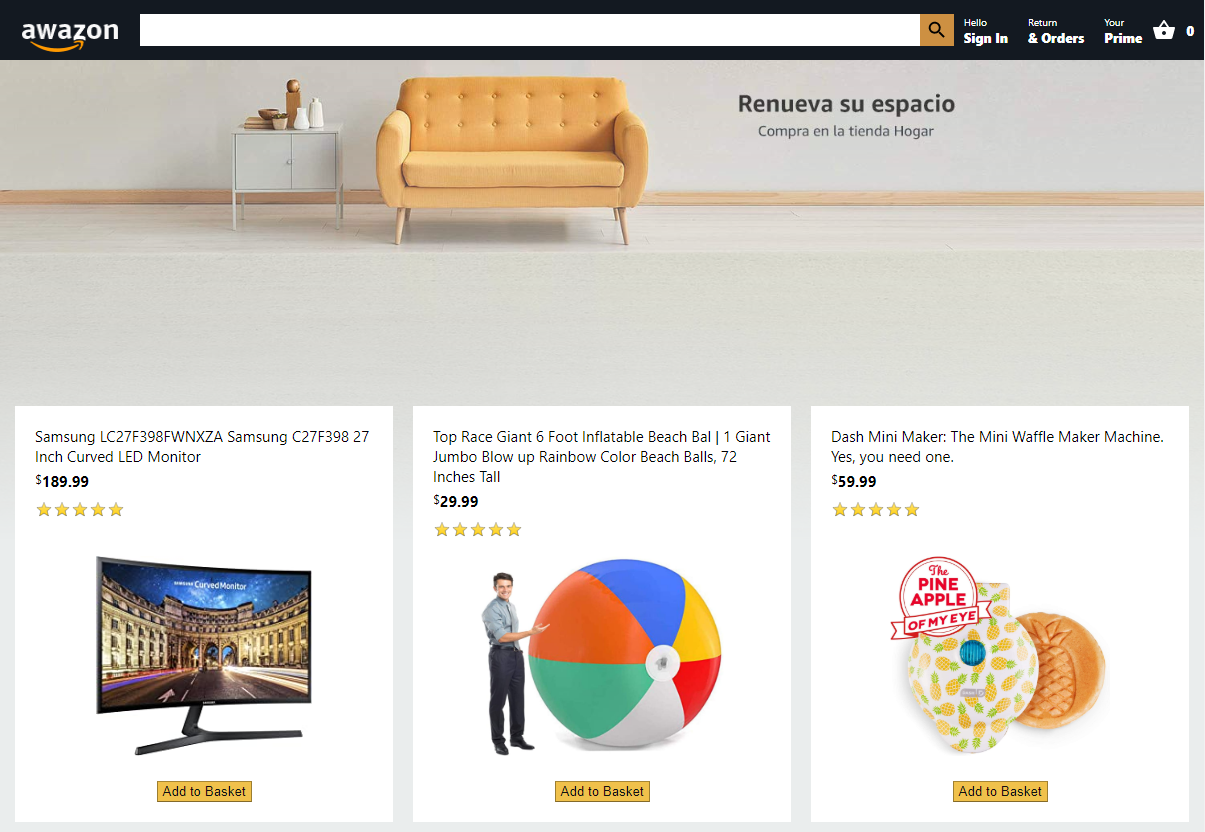 awazon
Hello
Sign In
Return
& Orders
Your
Prime
0
Renueva su espacio
Compra en la tienda Hogar
Samsung LC27F398FWNXZA Samsung C27F398 27
Inch Curved LED Monitor
$189.99
SAMSUNG Curved Monitor
SAMSUNG
Add to Basket
Top Race Giant 6 Foot Inflatable Beach Bal | 1 Giant
Jumbo Blow up Rainbow Color Beach Balls, 72
Inches Tall
$29.99
Add to Basket
Dash Mini Maker: The Mini Waffle Maker Machine.
Yes, you need one.
$59.99
The
PINE
APPLE
OF MY EYE
Add to Basket